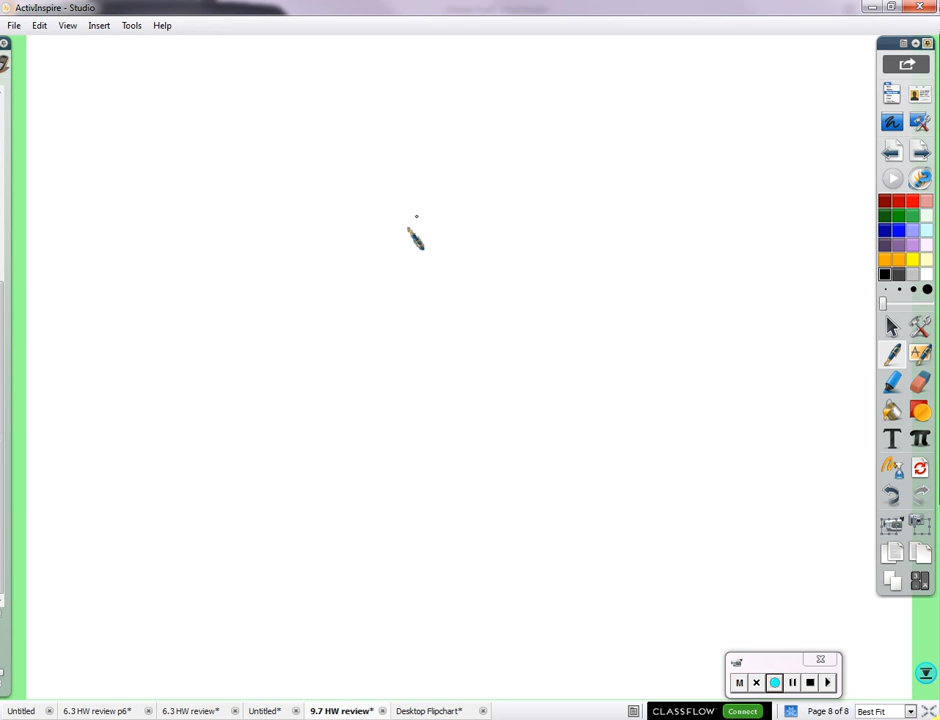 ActivInspire - Studio
File Edit View Insert Tools Help
A
T π
M
Untitled 6.3 HW review p6* 6.3 HW review* Untitled* 9.7 HW review* Desktop Flipchart* CLASSFLOW Connect Page 8 of 8 Best Fit